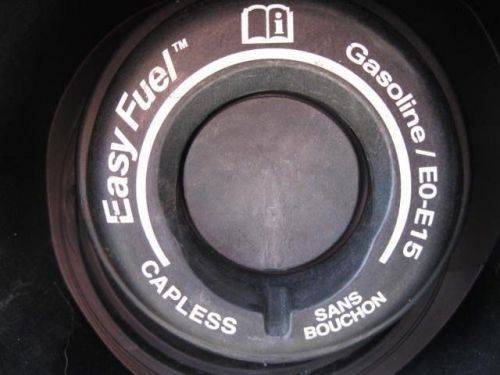 Easy Fuel™
Gasoline / E0-E15
CAPLESS
SANS
BOUCHON